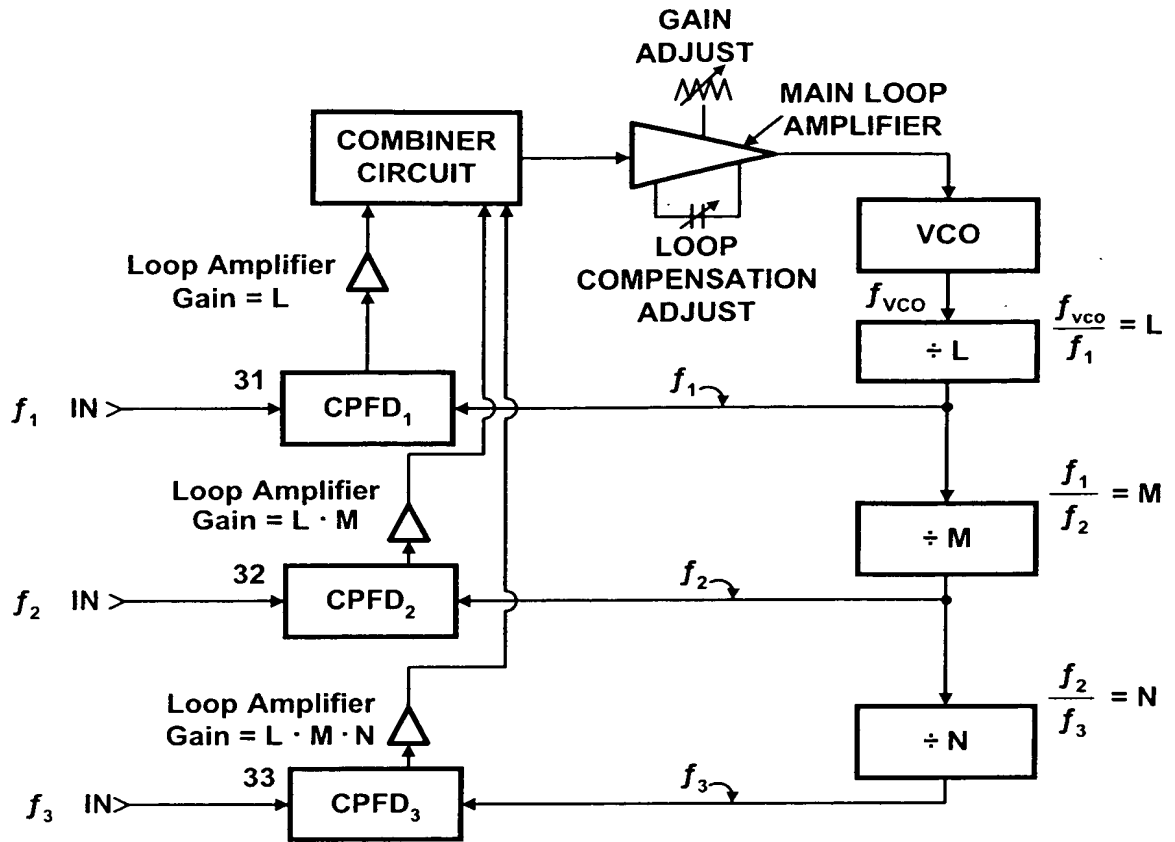 GAIN
ADJUST
MAIN LOOP
AMPLIFIER
COMBINER
CIRCUIT
LOOP
COMPENSATION
ADJUST
VCO
f_VCO
÷ L
f_vco / f_1 = L
Loop Amplifier
Gain = L
31
f_1 IN
CPFD_1
f_1
Loop Amplifier
Gain = L · M
f_1 / f_2 = M
÷ M
32
f_2 IN
CPFD_2
f_2
Loop Amplifier
Gain = L · M · N
f_2 / f_3 = N
÷ N
33
f_3 IN
CPFD_3
f_3